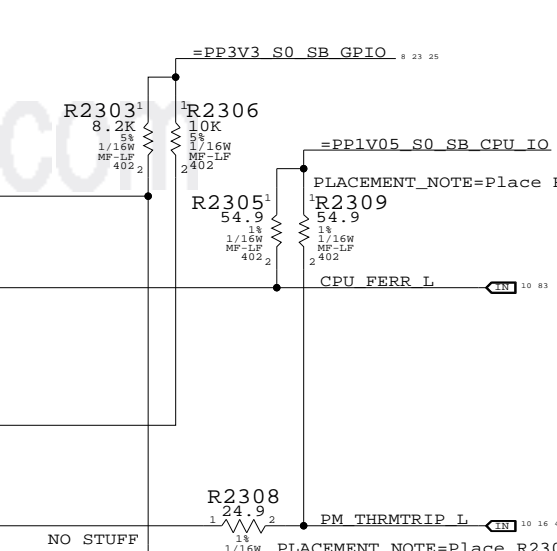 =PP3V3_S0_SB_GPIO 8 23 25
com
R2303 1
8.2K
5%
1/16W
MF-LF
402 2
1 R2306
10K
5%
1/16W
MF-LF
2 402
=PP1V05_S0_SB_CPU_IO
PLACEMENT_NOTE=Place
R2305 1
54.9
1%
1/16W
MF-LF
402 2
1 R2309
54.9
1%
1/16W
MF-LF
2 402
CPU_FERR_L IN 10 83
R2308
24.9
1 2
1%
1/16W
PM_THRMTRIP_L IN 10 16
NO STUFF
PLACEMENT_NOTE=Place R230